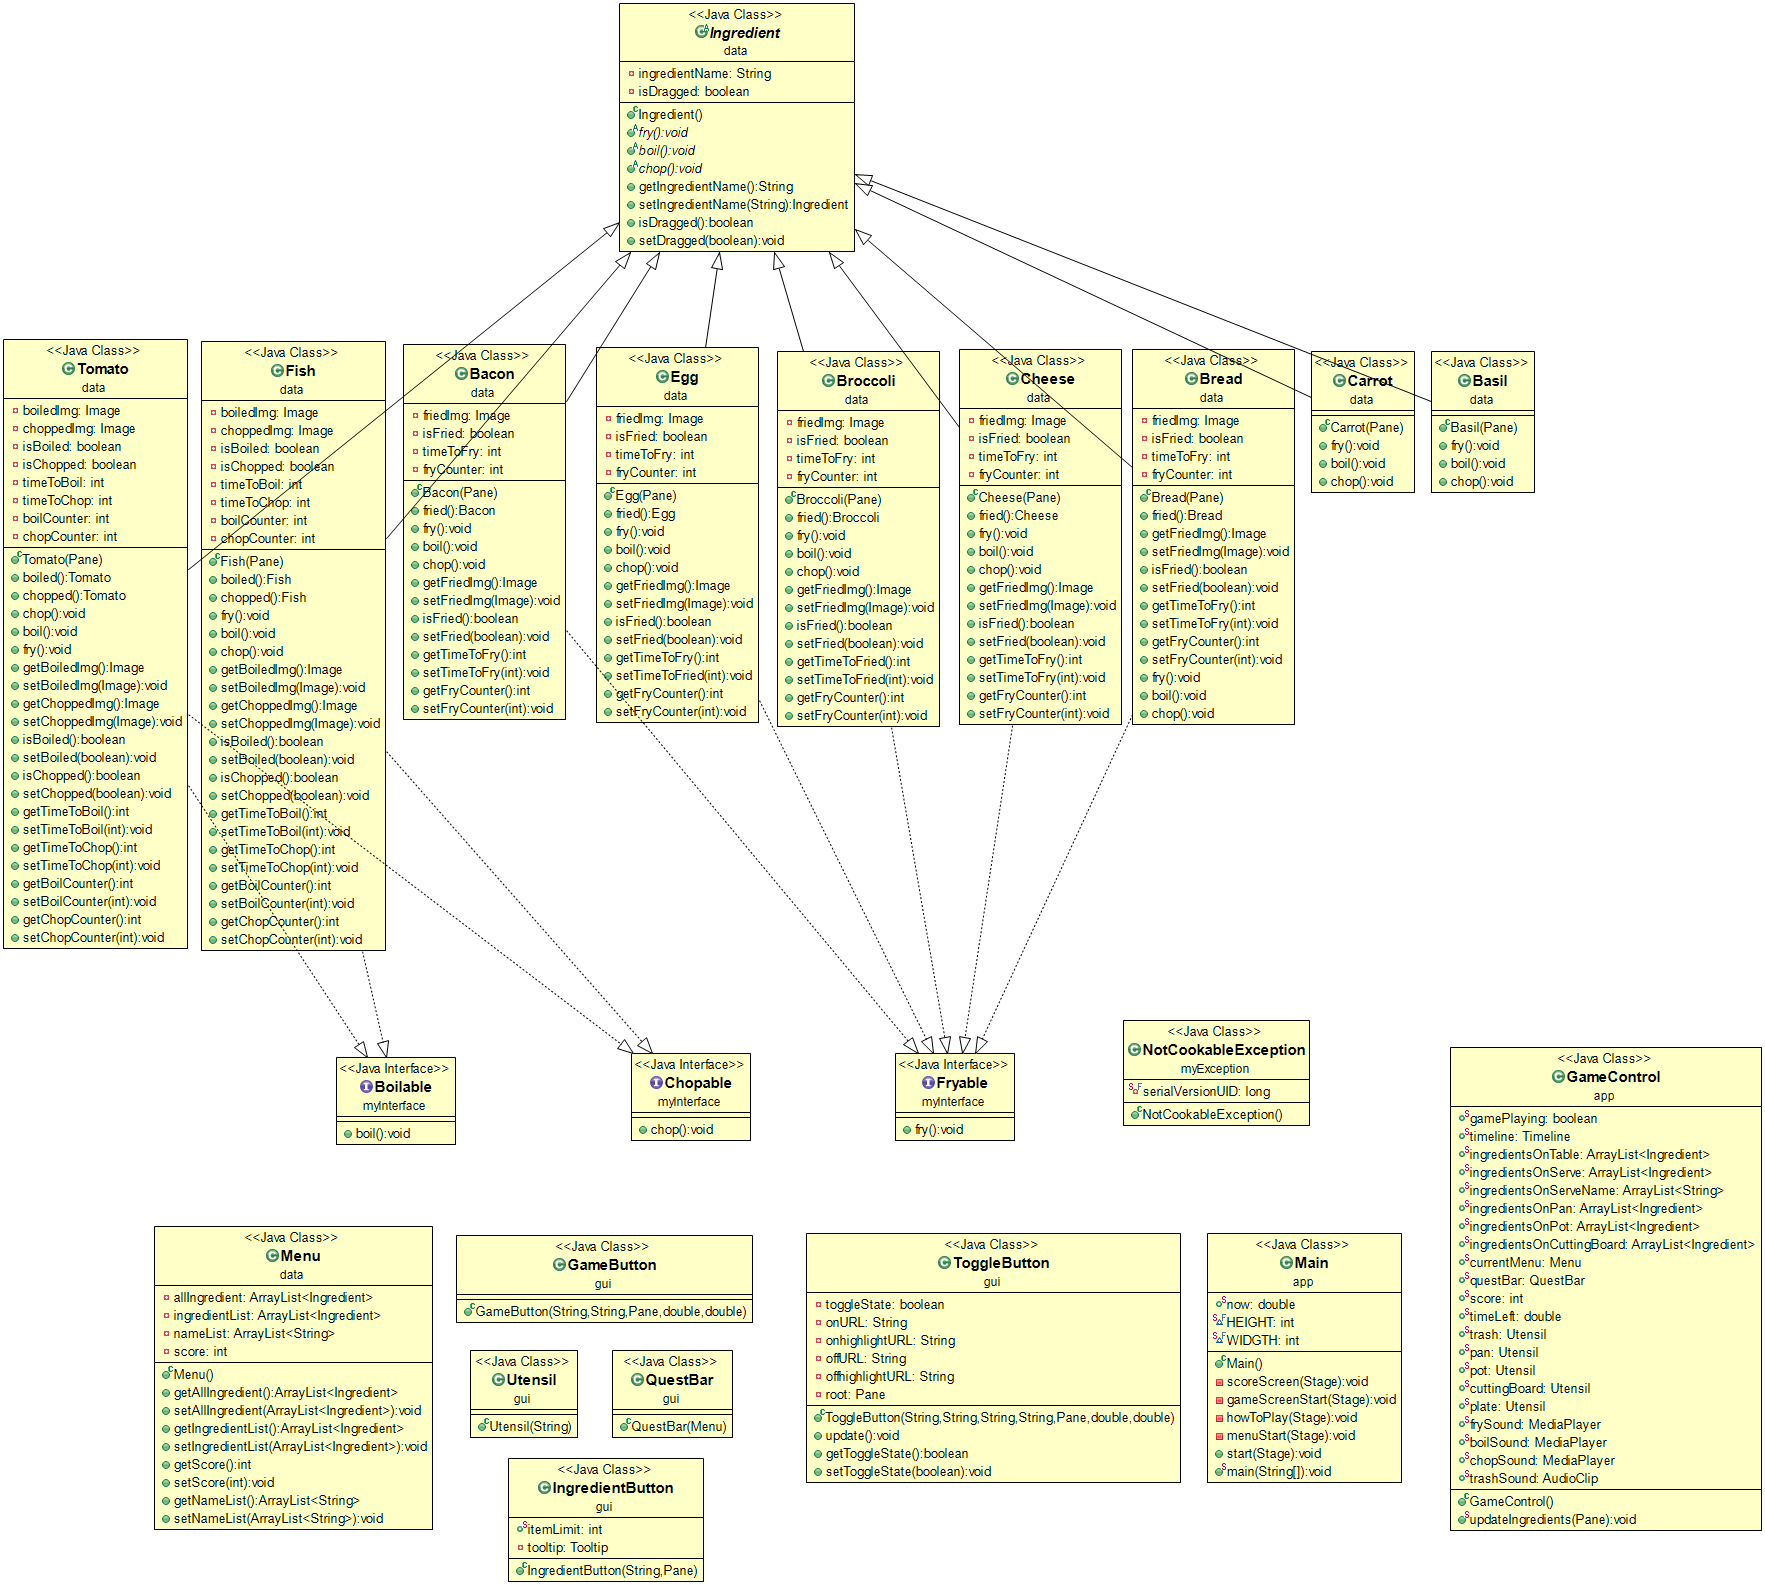 <<Java Class>>
Ingredient
data
ingredientName: String
isDragged: boolean
Ingredient()
fry():void
boil():void
chop():void
getIngredientName():String
setIngredientName(String):Ingredient
isDragged():boolean
setDragged(boolean):void
<<Java Class>>
Tomato
data
boiledImg: Image
choppedImg: Image
isBoiled: boolean
isChopped: boolean
timeToBoil: int
timeToChop: int
boilCounter: int
chopCounter: int
Tomato(Pane)
boiled():Tomato
chopped():Tomato
chop():void
boil():void
fry():void
getBoiledImg():Image
setBoiledImg(Image):void
getChoppedImg():Image
setChoppedImg(Image):void
isBoiled():boolean
setBoiled(boolean):void
isChopped():boolean
setChopped(boolean):void
getTimeToBoil():int
setTimeToBoil(int):void
getTimeToChop():int
setTimeToChop(int):void
getBoilCounter():int
setBoilCounter(int):void
getChopCounter():int
setChopCounter(int):void
<<Java Class>>
Fish
data
boiledImg: Image
choppedImg: Image
isBoiled: boolean
isChopped: boolean
timeToBoil: int
timeToChop: int
boilCounter: int
chopCounter: int
Fish(Pane)
boiled():Fish
chopped():Fish
fry():void
boil():void
chop():void
getBoiledImg():Image
setBoiledImg(Image):void
getChoppedImg():Image
setChoppedImg(Image):void
isBoiled():boolean
setBoiled(boolean):void
isChopped():boolean
setChopped(boolean):void
getTimeToBoil():int
setTimeToBoil(int):void
getTimeToChop():int
setTimeToChop(int):void
getBoilCounter():int
setBoilCounter(int):void
getChopCounter():int
setChopCounter(int):void
<<Java Class>>
Bacon
data
friedImg: Image
isFried: boolean
timeToFry: int
fryCounter: int
Bacon(Pane)
fried():Bacon
fry():void
boil():void
chop():void
getFriedImg():Image
setFriedImg(Image):void
isFried():boolean
setFried(boolean):void
getTimeToFry():int
setTimeToFry(int):void
getFryCounter():int
setFryCounter(int):void
<<Java Class>>
Egg
data
friedImg: Image
isFried: boolean
timeToFry: int
fryCounter: int
Egg(Pane)
fried():Egg
fry():void
boil():void
chop():void
getFriedImg():Image
setFriedImg(Image):void
isFried():boolean
setFried(boolean):void
getTimeToFry():int
setTimeToFried(int):void
getFryCounter():int
setFryCounter(int):void
<<Java Class>>
Broccoli
data
friedImg: Image
isFried: boolean
timeToFry: int
fryCounter: int
Broccoli(Pane)
fried():Broccoli
fry():void
boil():void
chop():void
getFriedImg():Image
setFriedImg(Image):void
isFried():boolean
setFried(boolean):void
getTimeToFried():int
setTimeToFried(int):void
getFryCounter():int
setFryCounter(int):void
<<Java Class>>
Cheese
data
friedImg: Image
isFried: boolean
timeToFry: int
fryCounter: int
Cheese(Pane)
fried():Cheese
fry():void
boil():void
chop():void
getFriedImg():Image
setFriedImg(Image):void
isFried():boolean
setFried(boolean):void
getTimeToFry():int
setTimeToFry(int):void
getFryCounter():int
setFryCounter(int):void
<<Java Class>>
Bread
data
friedImg: Image
isFried: boolean
timeToFry: int
fryCounter: int
Bread(Pane)
fried():Bread
getFriedImg():Image
setFriedImg(Image):void
isFried():boolean
setFried(boolean):void
getTimeToFry():int
setTimeToFry(int):void
getFryCounter():int
setFryCounter(int):void
fry():void
boil():void
chop():void
<<Java Class>>
Carrot
data
Carrot(Pane)
fry():void
boil():void
chop():void
<<Java Class>>
Basil
data
Basil(Pane)
fry():void
boil():void
chop():void
<<Java Interface>>
Boilable
myInterface
boil():void
<<Java Interface>>
Chopable
myInterface
chop():void
<<Java Interface>>
Fryable
myInterface
fry():void
<<Java Class>>
NotCookableException
myException
serialVersionUID: long
NotCookableException()
<<Java Class>>
GameControl
app
gamePlaying: boolean
timeline: Timeline
ingredientsOnTable: ArrayList<Ingredient>
ingredientsOnServe: ArrayList<Ingredient>
ingredientsOnServeName: ArrayList<String>
ingredientsOnPan: ArrayList<Ingredient>
ingredientsOnPot: ArrayList<Ingredient>
ingredientsOnCuttingBoard: ArrayList<Ingredient>
currentMenu: Menu
questBar: QuestBar
score: int
timeLeft: double
trash: Utensil
pan: Utensil
pot: Utensil
cuttingBoard: Utensil
plate: Utensil
frySound: MediaPlayer
boilSound: MediaPlayer
chopSound: MediaPlayer
trashSound: AudioClip
GameControl()
updateIngredients(Pane):void
<<Java Class>>
Menu
data
allIngredient: ArrayList<Ingredient>
ingredientList: ArrayList<Ingredient>
nameList: ArrayList<String>
score: int
Menu()
getAllIngredient():ArrayList<Ingredient>
setAllIngredient(ArrayList<Ingredient>):void
getIngredientList():ArrayList<Ingredient>
setIngredientList(ArrayList<Ingredient>):void
getScore():int
setScore(int):void
getNameList():ArrayList<String>
setNameList(ArrayList<String>):void
<<Java Class>>
GameButton
gui
GameButton(String,String,Pane,double,double)
<<Java Class>>
Utensil
gui
Utensil(String)
<<Java Class>>
QuestBar
gui
QuestBar(Menu)
<<Java Class>>
IngredientButton
gui
itemLimit: int
tooltip: Tooltip
IngredientButton(String,Pane)
<<Java Class>>
ToggleButton
gui
toggleState: boolean
onURL: String
onhighlightURL: String
offURL: String
offhighlightURL: String
root: Pane
ToggleButton(String,String,String,String,Pane,double,double)
update():void
getToggleState():boolean
setToggleState(boolean):void
<<Java Class>>
Main
app
now: double
HEIGHT: int
WIDGTH: int
Main()
scoreScreen(Stage):void
gameScreenStart(Stage):void
howToPlay(Stage):void
menuStart(Stage):void
start(Stage):void
main(String[]):void